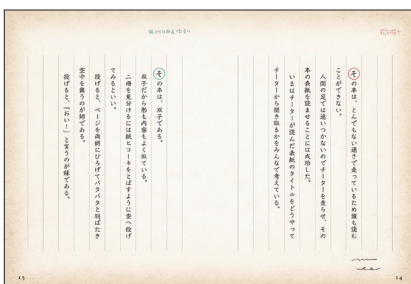 その本は、とんでもない速さで走っているため誰も読む
ことができない。
人間の足では追いつかないのでチーターを走らせ、その
本の表紙を読ませることには成功した。
いまはチーターが読んだ表紙のタイトルをどうやって
チーターから聞き取るかをみんなで考えている。
14
その本は、双子である。
双子だから形も内容もよく似ている。
二冊を見分けるには紙ヒコーキをとばすように空へ投げ
てみるといい。
投げると、ページを両側にひろげてバタバタと羽ばたき
空中を舞うのが姉である。
投げると、「おい！」と言うのが妹である。
15